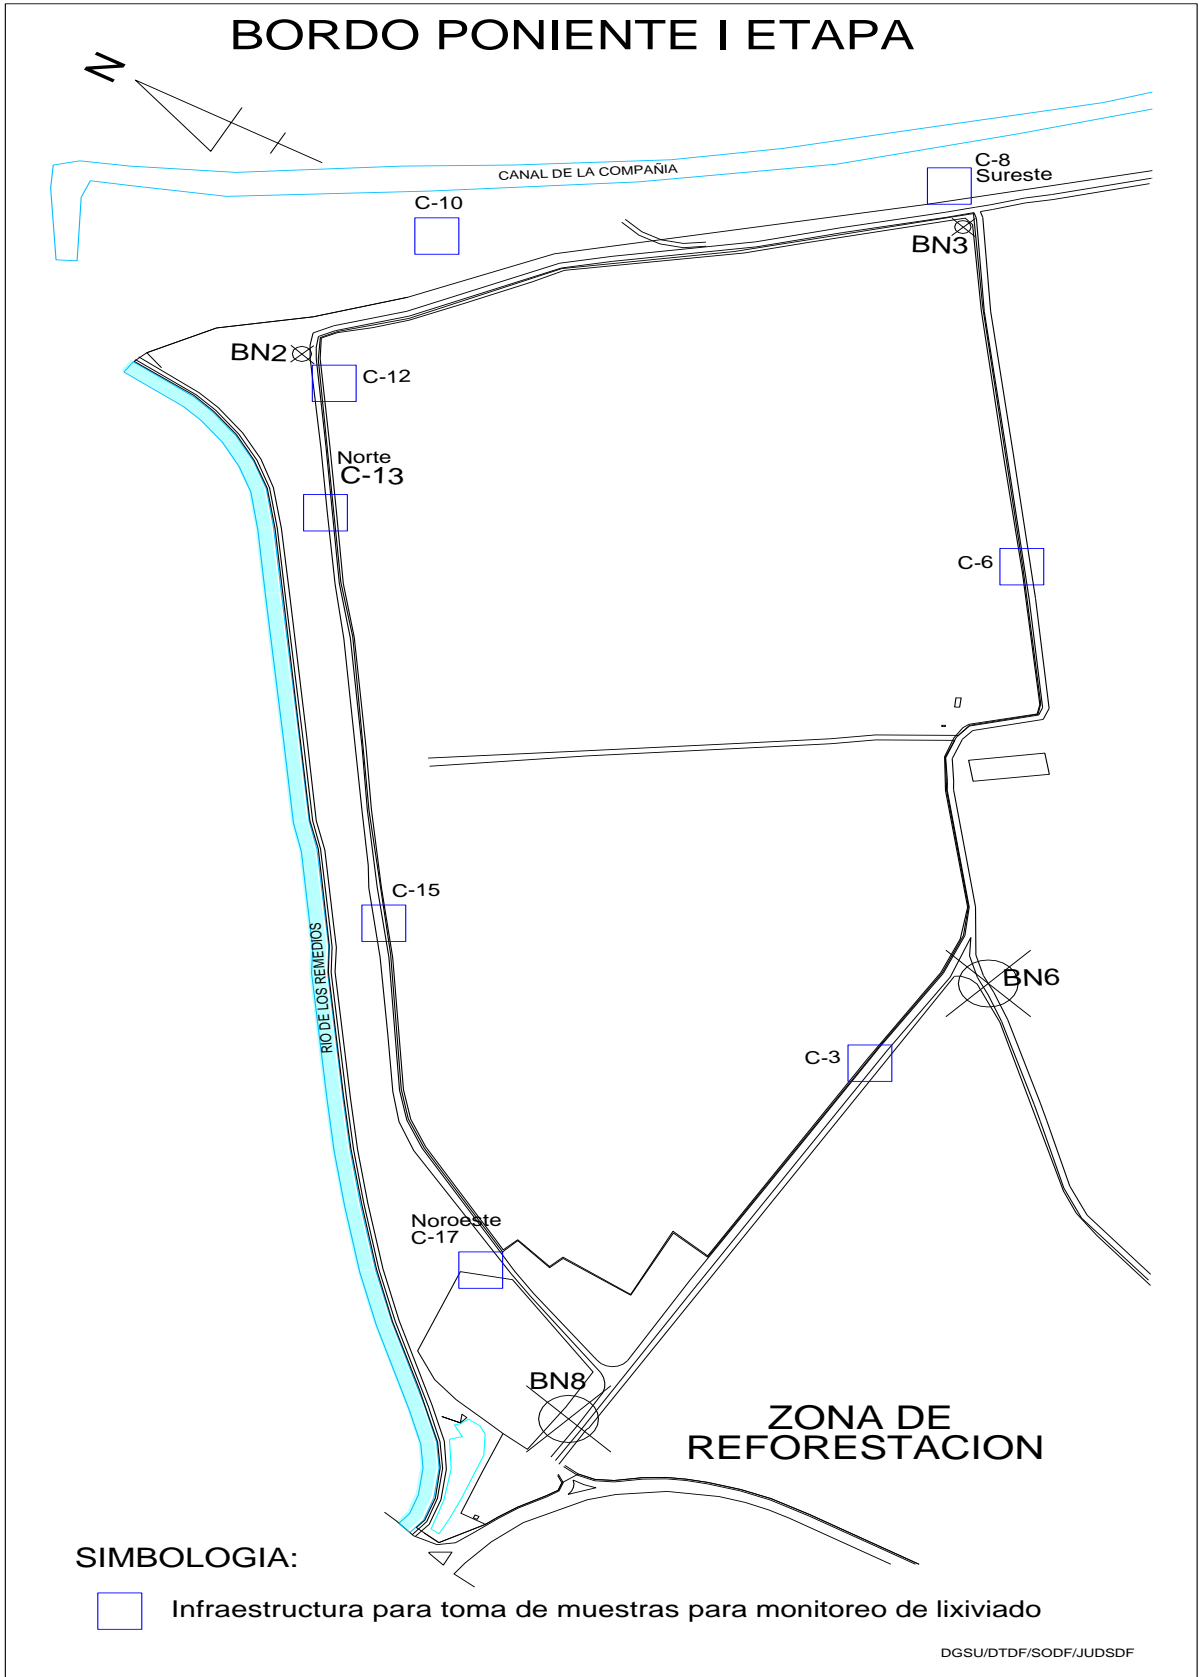 BORDO PONIENTE I ETAPA
N
CANAL DE LA COMPAÑIA
C-8
Sureste
C-10
BN3
BN2
C-12
Norte
C-13
C-6
C-15
RIO DE LOS REMEDIOS
BN6
C-3
Noroeste
C-17
BN8
ZONA DE
REFORESTACION
SIMBOLOGIA:
Infraestructura para toma de muestras para monitoreo de lixiviado
DGSU/DTDF/SODF/JUDSDF